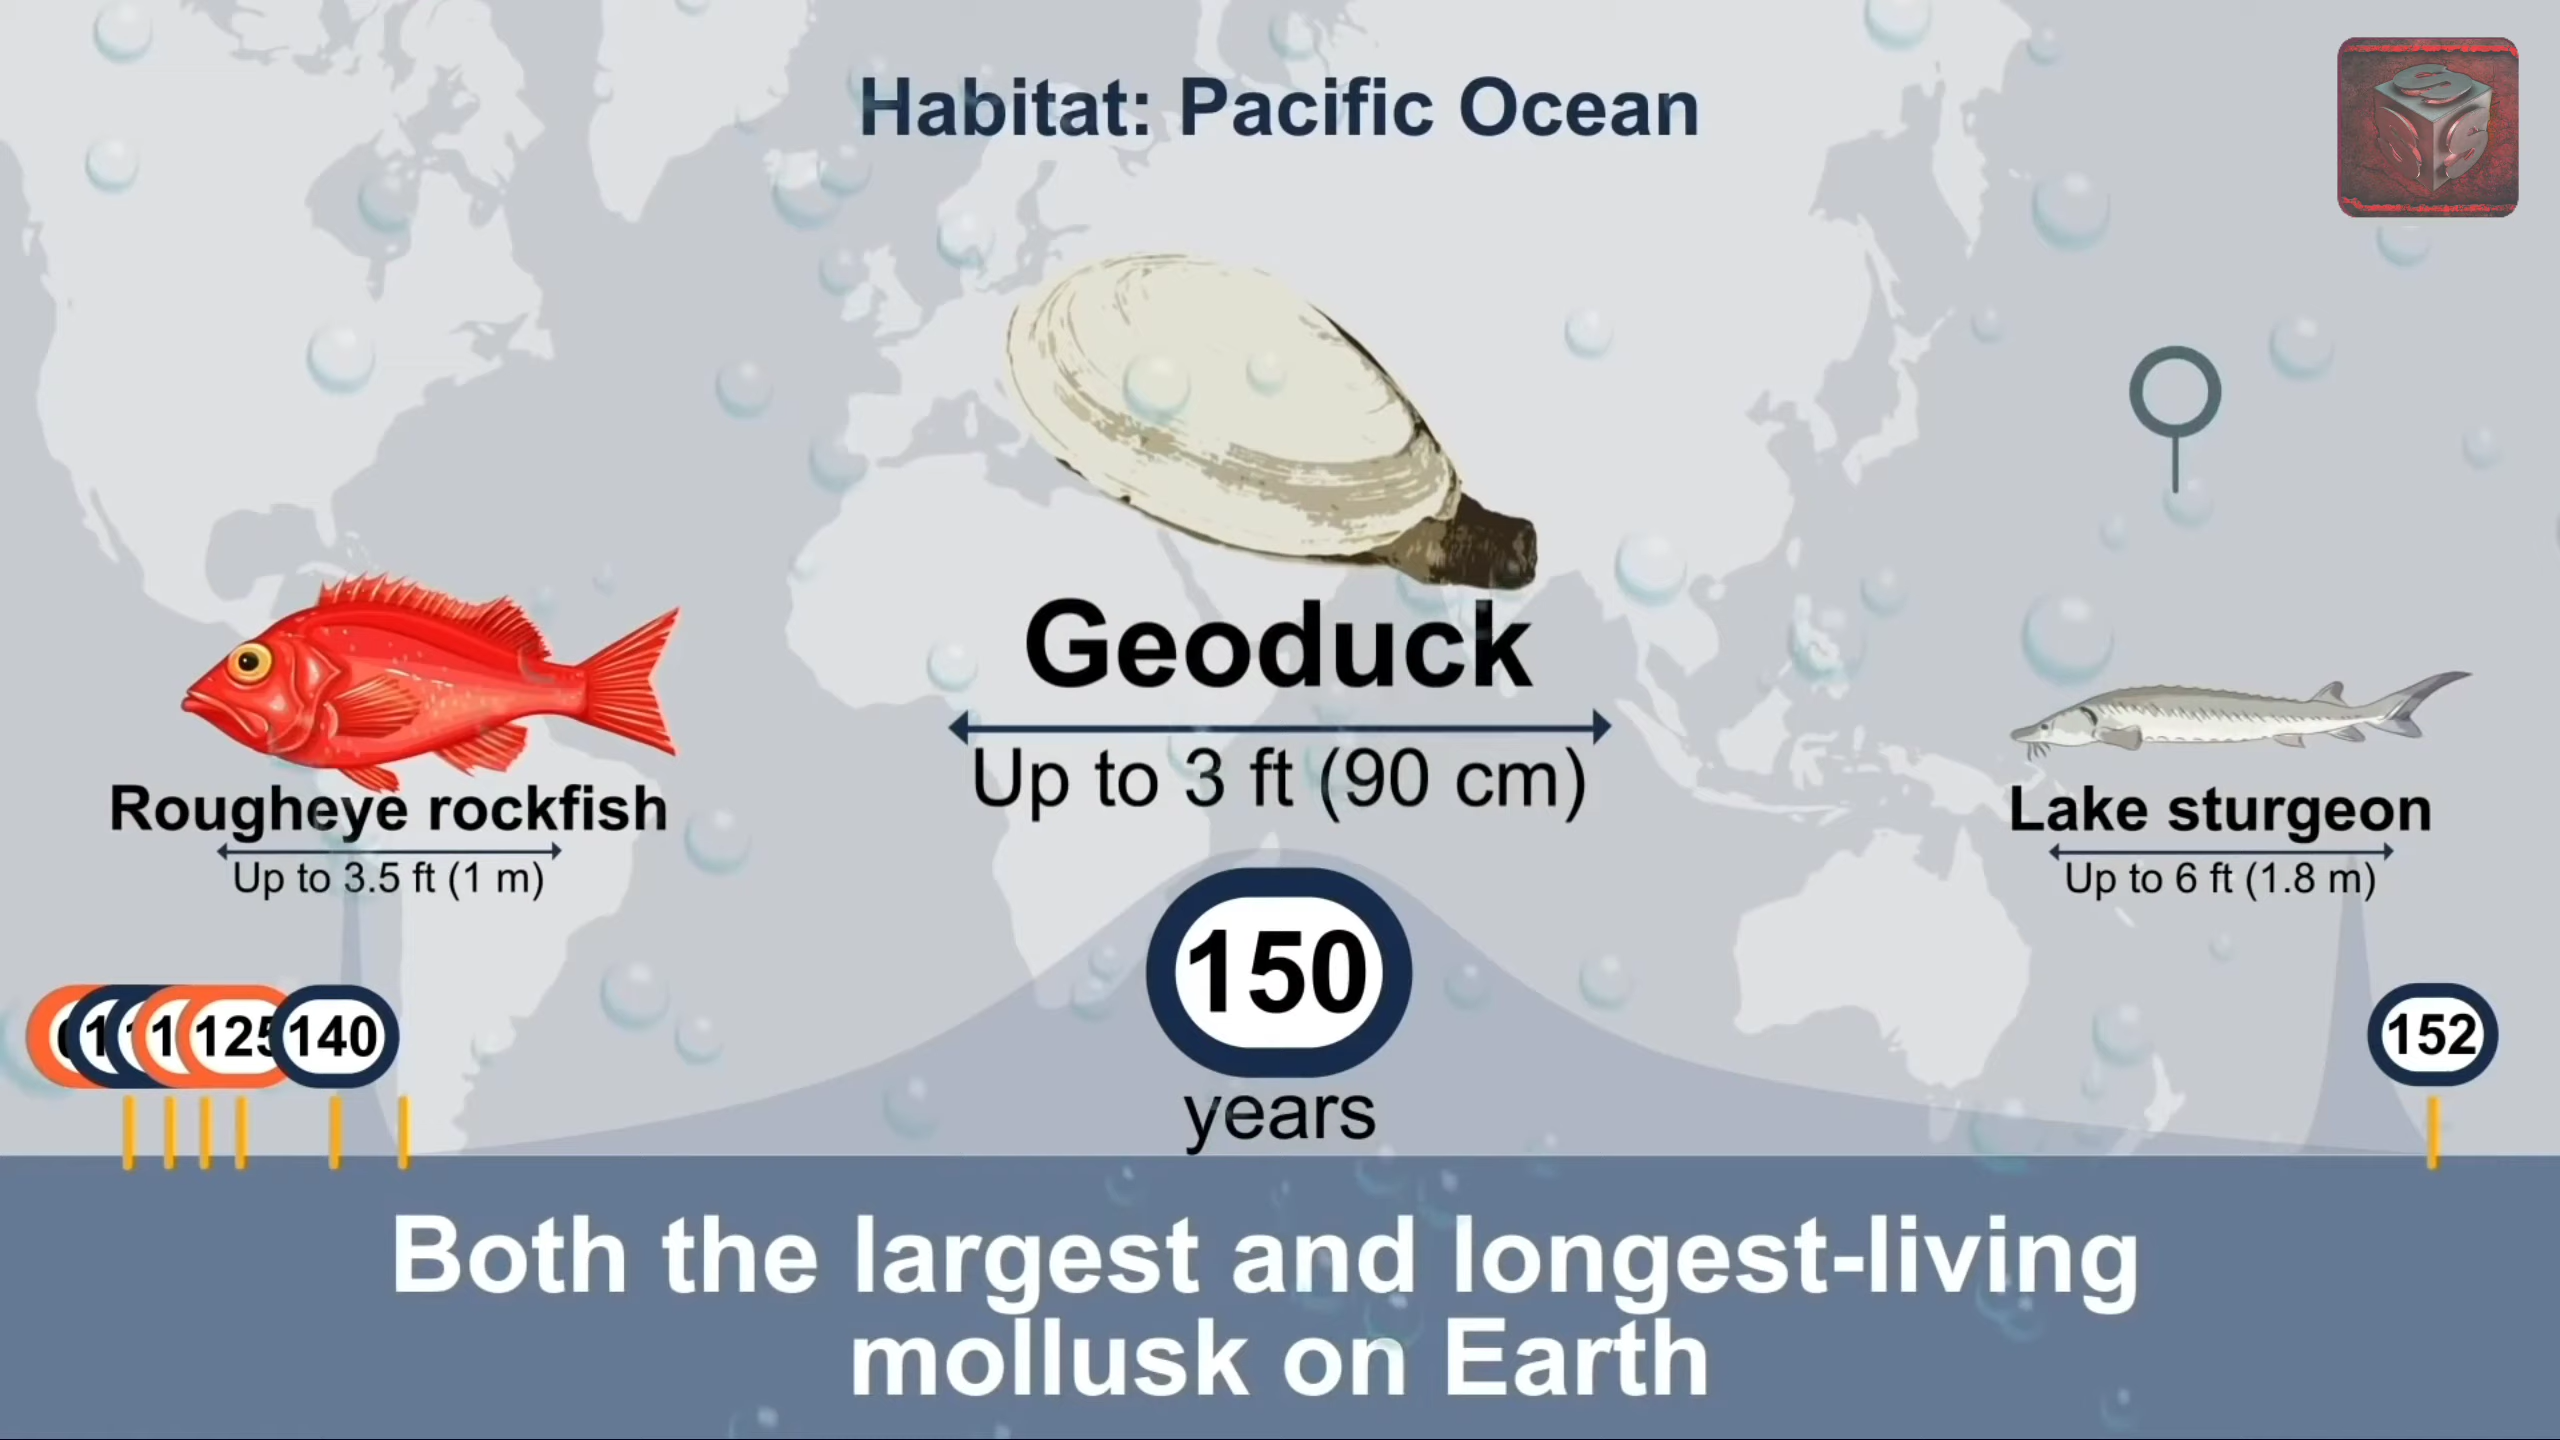 Habitat: Pacific Ocean
Geoduck
Up to 3 ft (90 cm)
Rougheye rockfish
Up to 3.5 ft (1 m)
Lake sturgeon
Up to 6 ft (1.8 m)
125
140
150
years
152
Both the largest and longest-living
mollusk on Earth